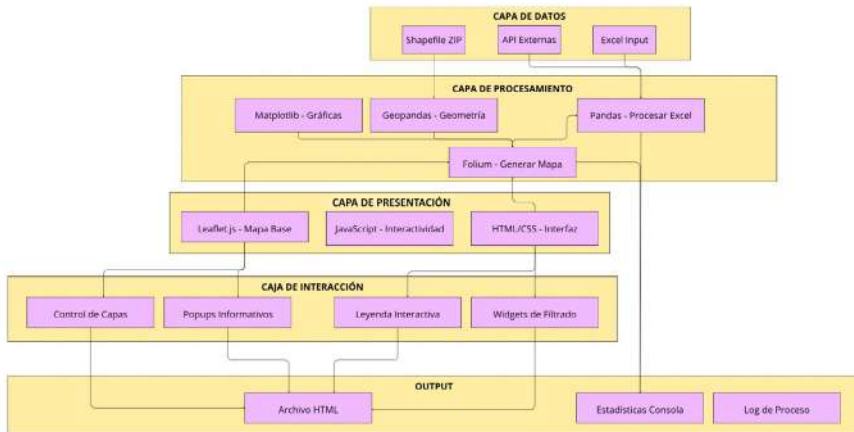 CAPA DE DATOS
Shapefile ZIP
API Externas
Excel Input
CAPA DE PROCESAMIENTO
Matplotlib - Gráficas
Geopandas - Geometría
Pandas - Procesar Excel
Folium - Generar Mapa
CAPA DE PRESENTACIÓN
Leaflet.js - Mapa Base
JavaScript - Interactividad
HTML/CSS - Interfaz
CAJA DE INTERACCIÓN
Control de Capas
Popups Informativos
Leyenda Interactiva
Widgets de Filtrado
OUTPUT
Archivo HTML
Estadísticas Consola
Log de Proceso